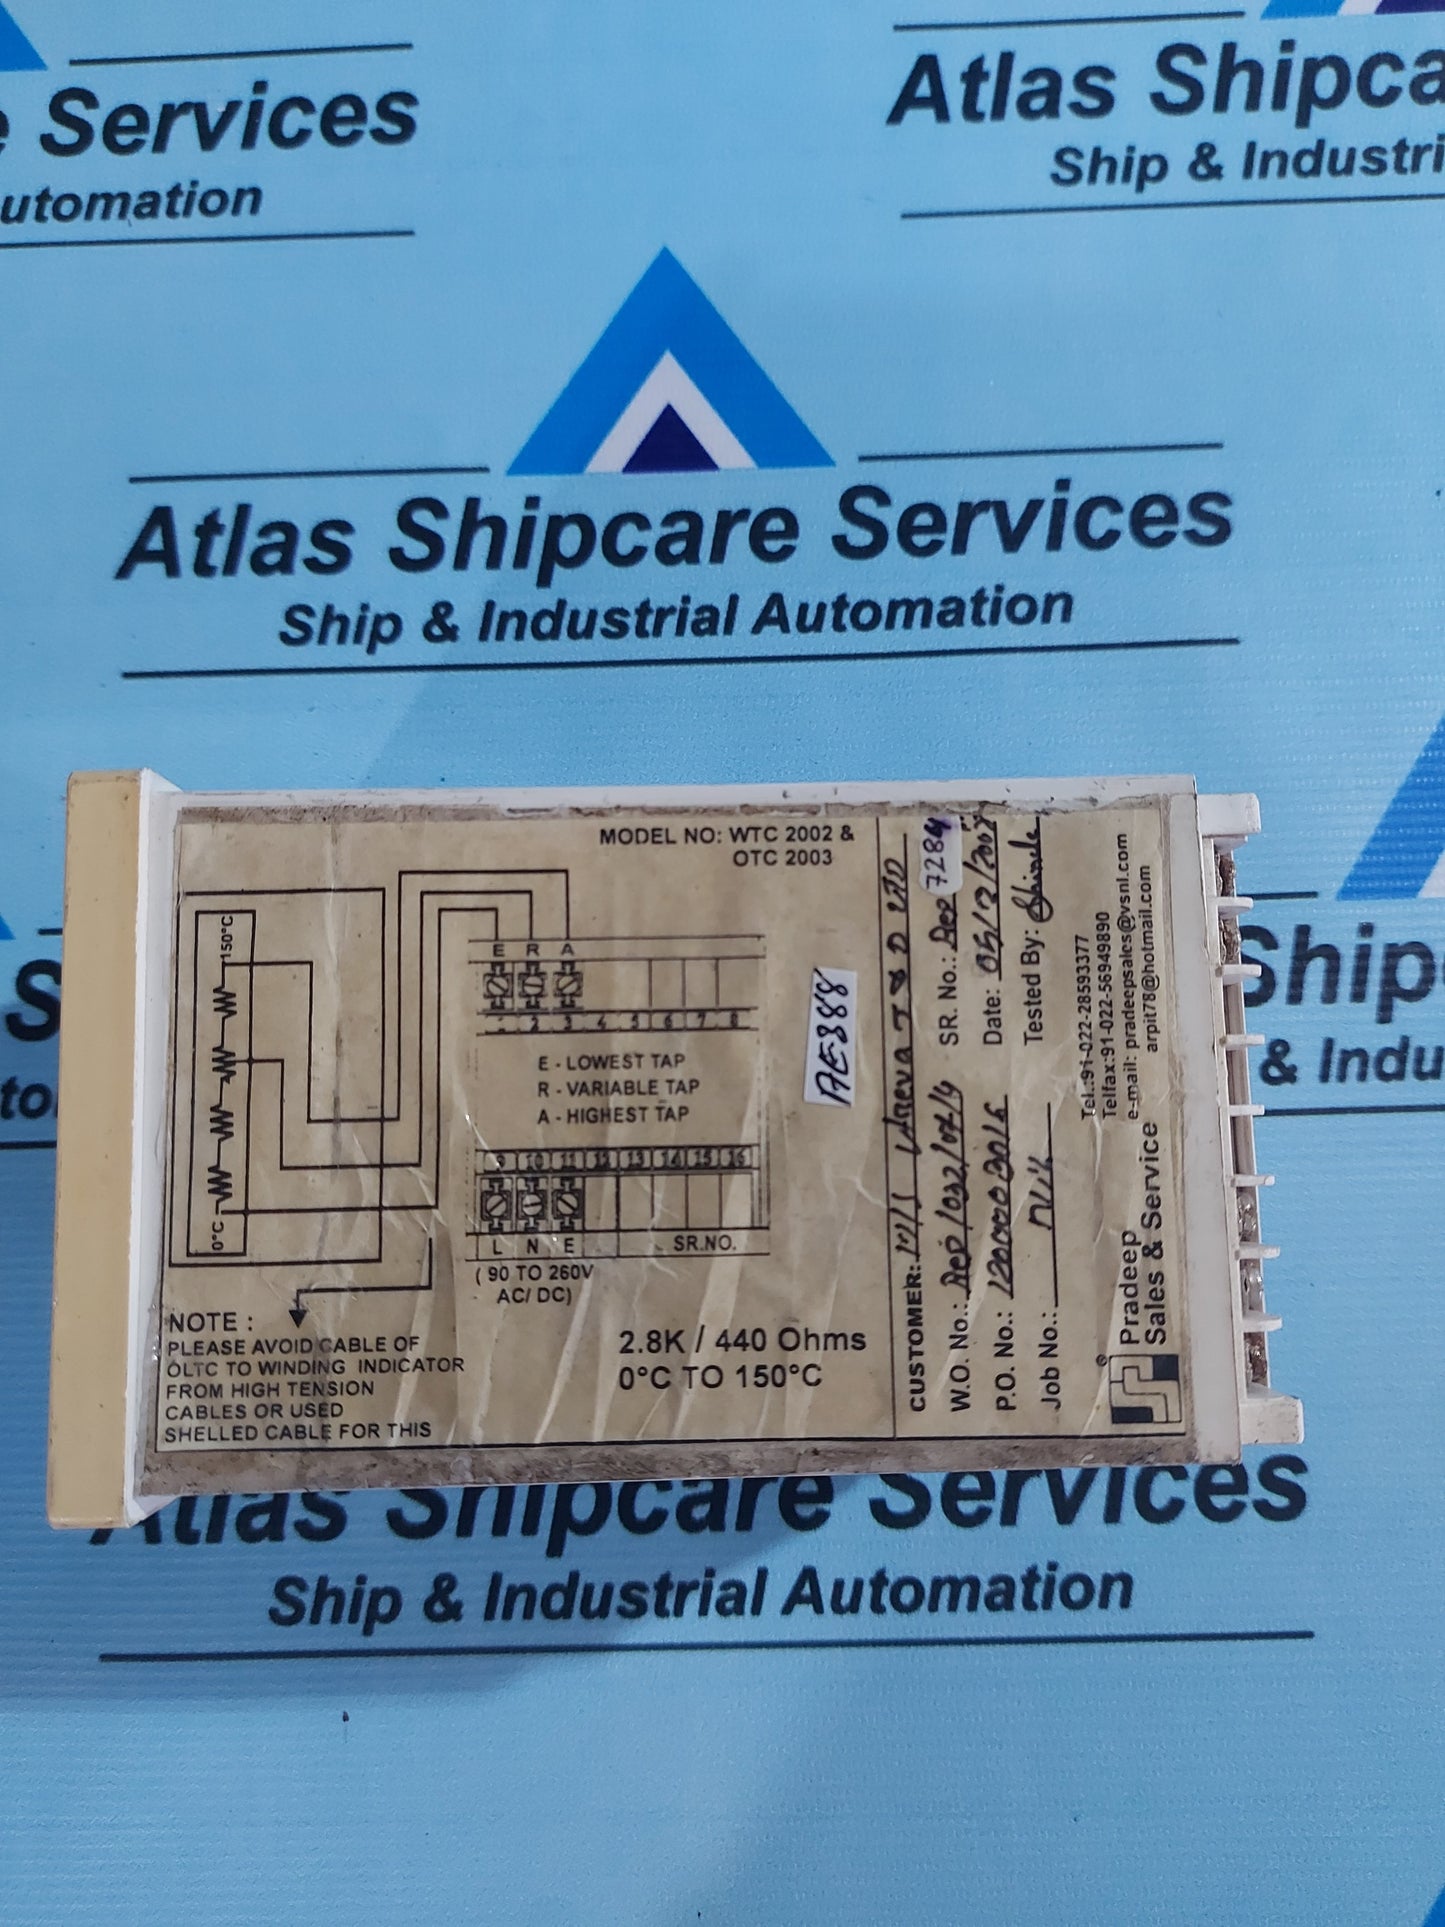 e Services
utomation
Atlas Shipca
Ship & Industri
Atlas Shipcare Services
Ship & Industrial Automation
MODEL NO: WTC 2002 &
OTC 2003
150°C
0°C
E R A
1 2 3 4 5 6 7 8
E - LOWEST TAP
R - VARIABLE TAP
A - HIGHEST TAP
9 10 11 12 13 14 15 16
L N E SR.NO.
( 90 TO 260V
AC/ DC)
NOTE :
PLEASE AVOID CABLE OF
OLTC TO WINDING INDICATOR
FROM HIGH TENSION
CABLES OR USED
SHELLED CABLE FOR THIS
2.8K / 440 Ohms
0°C TO 150°C
AE388
CUSTOMER: M/s Areva T & D LTD
W.O. No.: SR. No.: 7284
P.O. No.: Date:
Job No.: Tested By:
Pradeep
Sales & Service
Tel.:91-022-28593377
Telfax:91-022-56949890
e-mail: pradeepsales@vsnl.com
arpit78@hotmail.com
S
to
Ship
& Indu
Atlas Shipcare Services
Ship & Industrial Automation